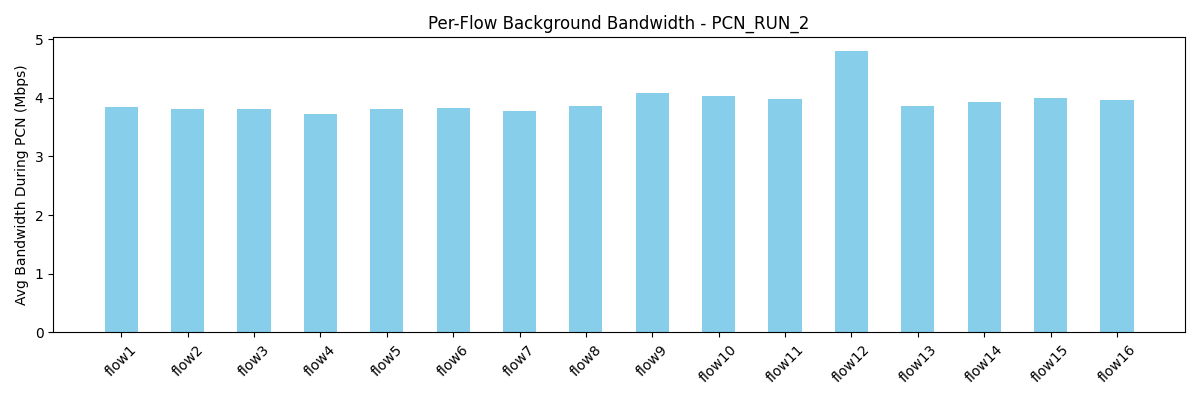 Per-Flow Background Bandwidth - PCN_RUN_2
Avg Bandwidth During PCN (Mbps)
5
4
3
2
1
0
flow1
flow2
flow3
flow4
flow5
flow6
flow7
flow8
flow9
flow10
flow11
flow12
flow13
flow14
flow15
flow16